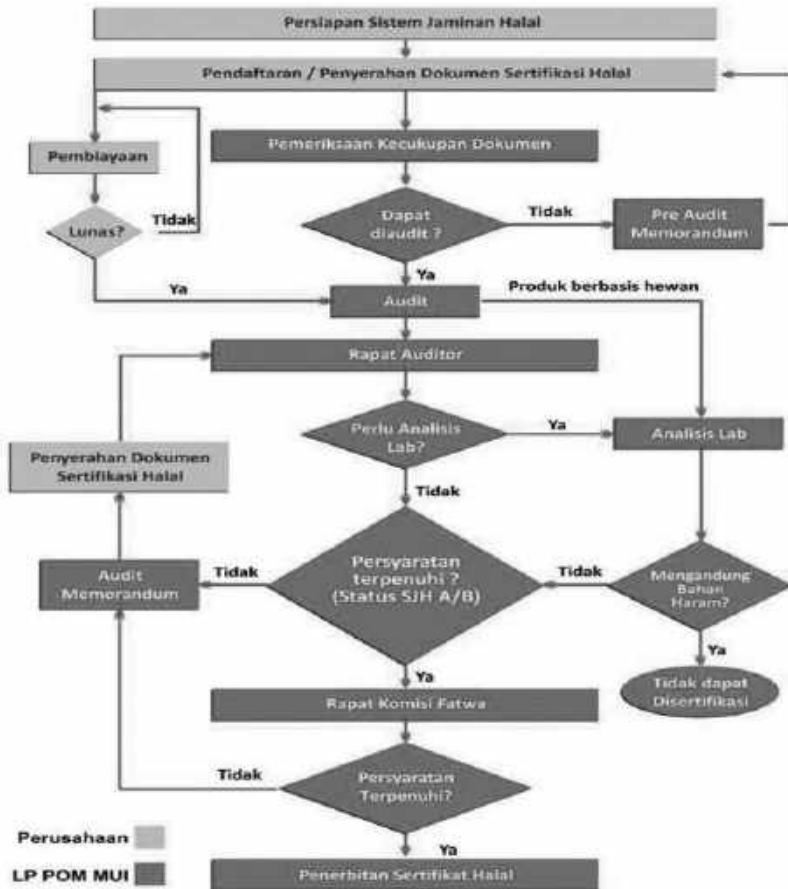 Persiapan Sistem Jaminan Halal
Pendaftaran / Penyerahan Dokumen Sertifikasi Halal
Pembiayaan
Pemeriksaan Kecukupan Dokumen
Lunas?
Tidak
Dapat
diaudit ?
Tidak
Pre Audit
Memorandum
Ya
Ya
Audit
Produk berbasis hewan
Rapat Auditor
Perlu Analisis
Lab?
Ya
Analisis Lab
Penyerahan Dokumen
Sertifikasi Halal
Tidak
Audit
Memorandum
Tidak
Persyaratan
terpenuhi ?
(Status SJH A/B)
Tidak
Mengandung
Bahan
Haram?
Ya
Ya
Tidak dapat
Disertifikasi
Rapat Komisi Fatwa
Tidak
Persyaratan
Terpenuhi?
Ya
Perusahaan
LP POM MUI
Penerbitan Sertifikat Halal